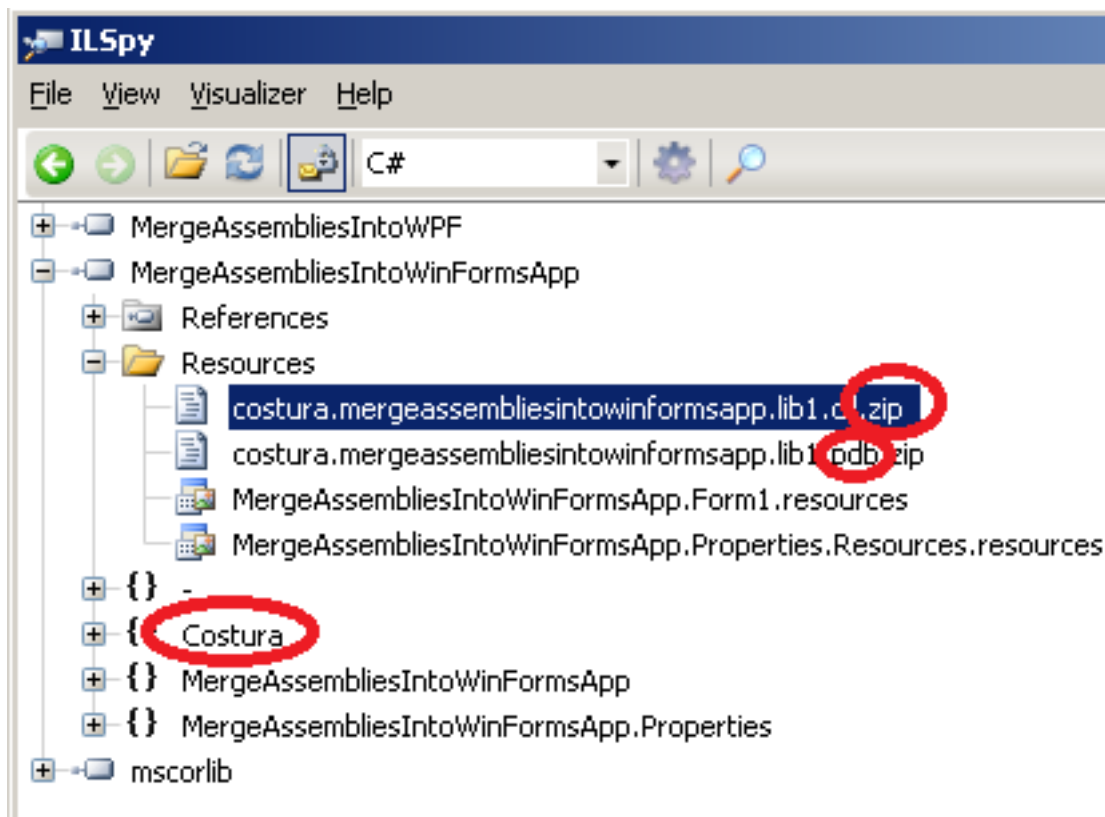 ILSpy
File View Visualizer Help
C#
MergeAssembliesIntoWPF
MergeAssembliesIntoWinFormsApp
References
Resources
costura.mergeassembliesintowinformsapp.lib1.dll.zip
costura.mergeassembliesintowinformsapp.lib1.pdb.zip
MergeAssembliesIntoWinFormsApp.Form1.resources
MergeAssembliesIntoWinFormsApp.Properties.Resources.resources
{} -
{} Costura
{} MergeAssembliesIntoWinFormsApp
{} MergeAssembliesIntoWinFormsApp.Properties
mscorlib